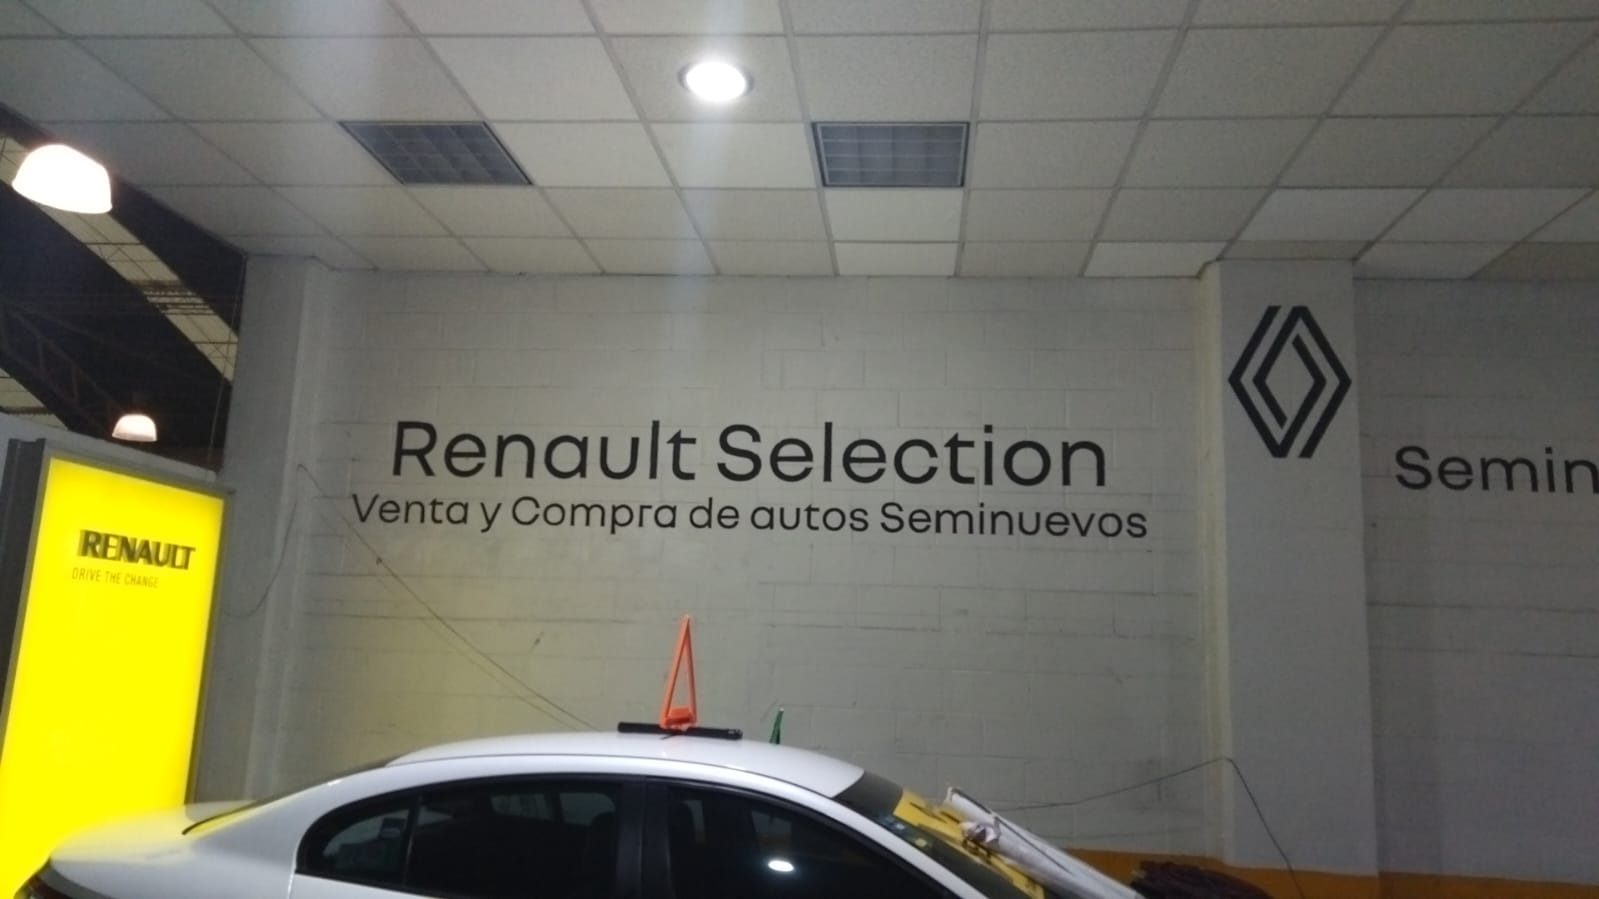 Renault Selection
Venta y Compra de autos Seminuevos
Semin
RENAULT
DRIVE THE CHANGE